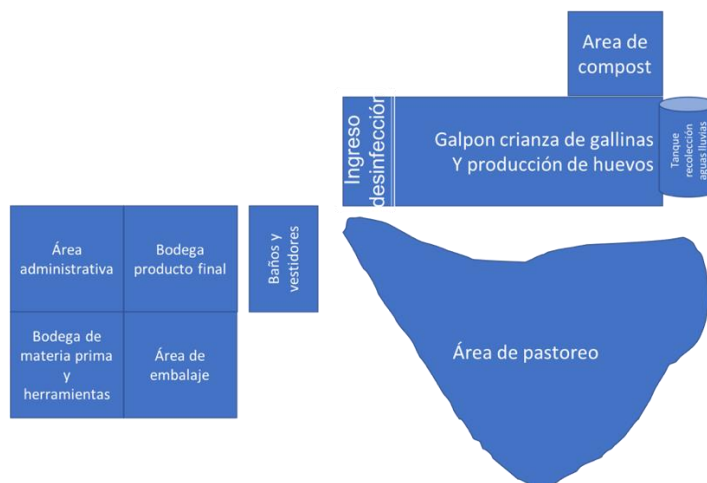 Area de
compost
Ingreso
desinfección
Galpon crianza de gallinas
Y producción de huevos
Tanque
recolección
aguas lluvias
Área
administrativa
Bodega
producto final
Baños y
vestidores
Bodega de
materia prima
y
herramientas
Área de
embalaje
Área de pastoreo